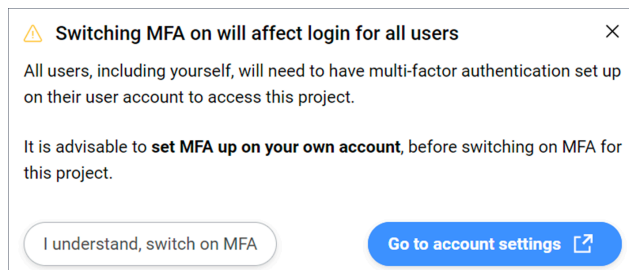 Switching MFA on will affect login for all users
All users, including yourself, will need to have multi-factor authentication set up
on their user account to access this project.
It is advisable to set MFA up on your own account, before switching on MFA for
this project.
I understand, switch on MFA
Go to account settings